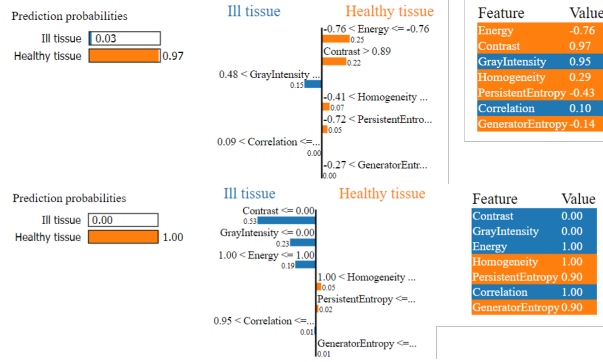 Prediction probabilities
Ill tissue 0.03
Healthy tissue 0.97
Ill tissue Healthy tissue
-0.76 < Energy <= -0.76
0.25
Contrast > 0.89
0.22
0.48 < GrayIntensity ...
0.15
-0.41 < Homogeneity ...
0.07
-0.72 < PersistentEntro...
0.05
0.09 < Correlation <=...
0.00
-0.27 < GeneratorEntr...
0.00
Feature Value
Energy -0.76
Contrast 0.97
GrayIntensity 0.95
Homogeneity 0.29
PersistentEntropy -0.43
Correlation 0.10
GeneratorEntropy -0.14
Prediction probabilities
Ill tissue 0.00
Healthy tissue 1.00
Ill tissue Healthy tissue
Contrast <= 0.00
0.53
GrayIntensity <= 0.00
0.23
1.00 < Energy <= 1.00
0.19
1.00 < Homogeneity ...
0.05
PersistentEntropy <=...
0.02
0.95 < Correlation <=...
0.01
GeneratorEntropy <=...
0.01
Feature Value
Contrast 0.00
GrayIntensity 0.00
Energy 1.00
Homogeneity 1.00
PersistentEntropy 0.90
Correlation 1.00
GeneratorEntropy 0.90